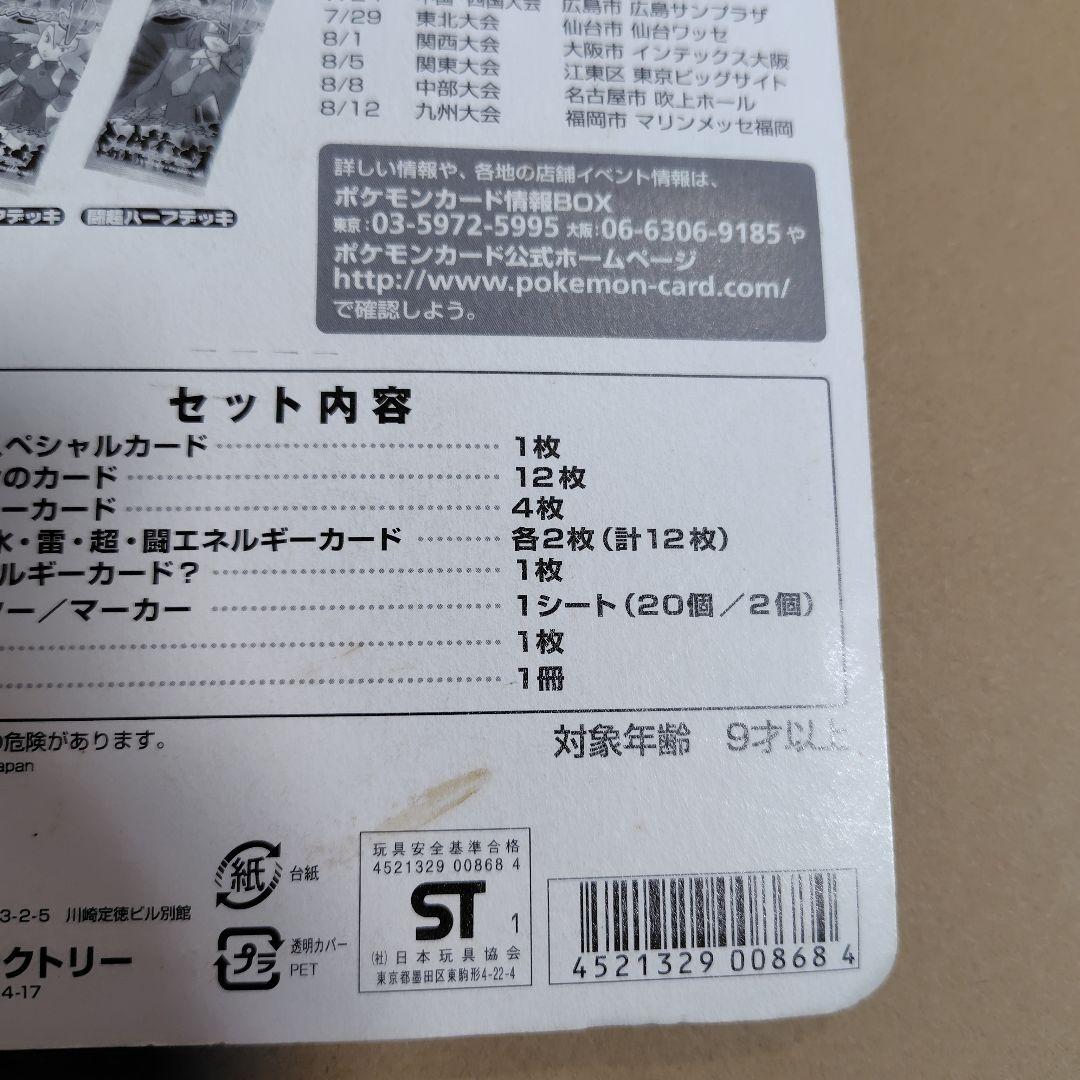 広島市 広島サンプラザ
7/29 東北大会 仙台市 仙台ワッセ
8/1 関西大会 大阪市 インテックス大阪
8/5 関東大会 江東区 東京ビッグサイト
8/8 中部大会 名古屋市 吹上ホール
8/12 九州大会 福岡市 マリンメッセ福岡
デッキ
闘超ハーフデッキ
詳しい情報や、各地の店舗イベント情報は、
ポケモンカード情報BOX
東京:03-5972-5995 大阪:06-6306-9185 や
ポケモンカード公式ホームページ
http://www.pokemon-card.com/
で確認しよう。
セット内容
スペシャルカード 1枚
のカード 12枚
ーカード 4枚
水・雷・超・闘エネルギーカード 各2枚(計12枚)
ルギーカード? 1枚
ー/マーカー 1シート(20個/2個)
1枚
1冊
危険があります。
対象年齢 9才以上
apan
紙
台紙
3-2-5 川崎定徳ビル別館
クトリー
4-17
プラ
透明カバー
PET
玩具安全基準合格
4521329 00868 4
ST 1
(社)日本玩具協会
東京都墨田区東駒形4-22-4
4521329 00868 4